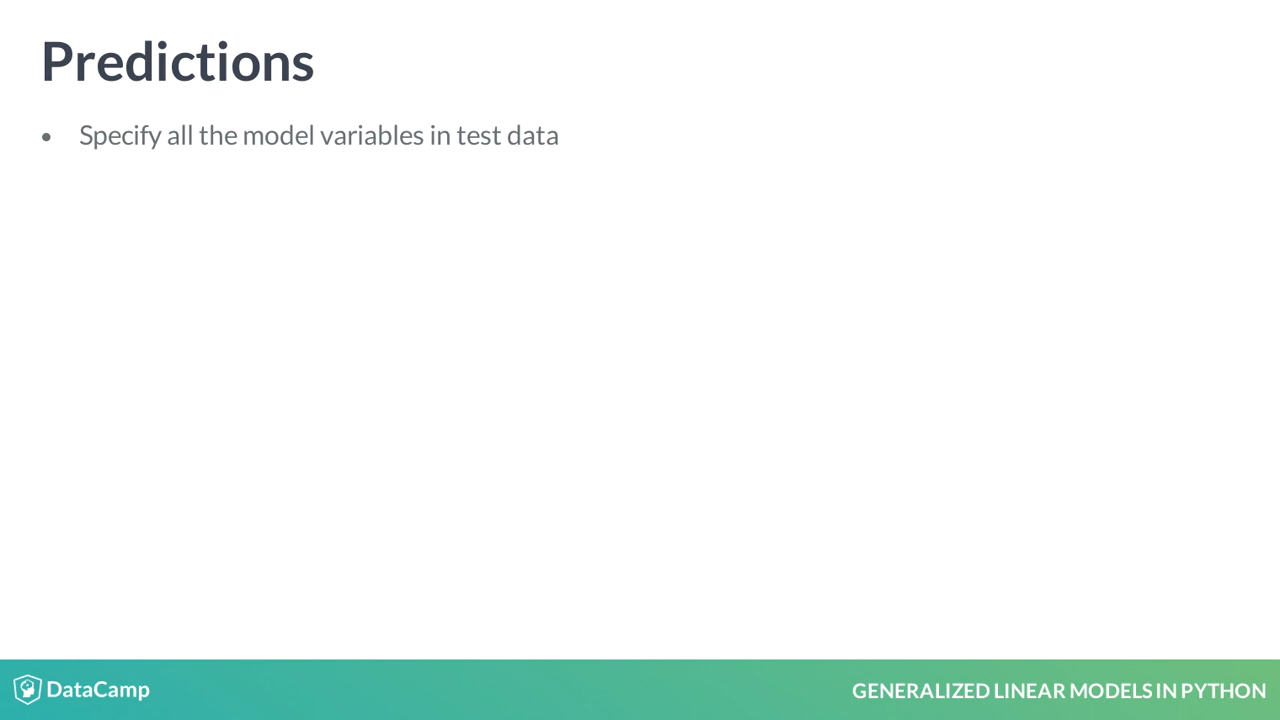 Predictions
• Specify all the model variables in test data
DataCamp
GENERALIZED LINEAR MODELS IN PYTHON